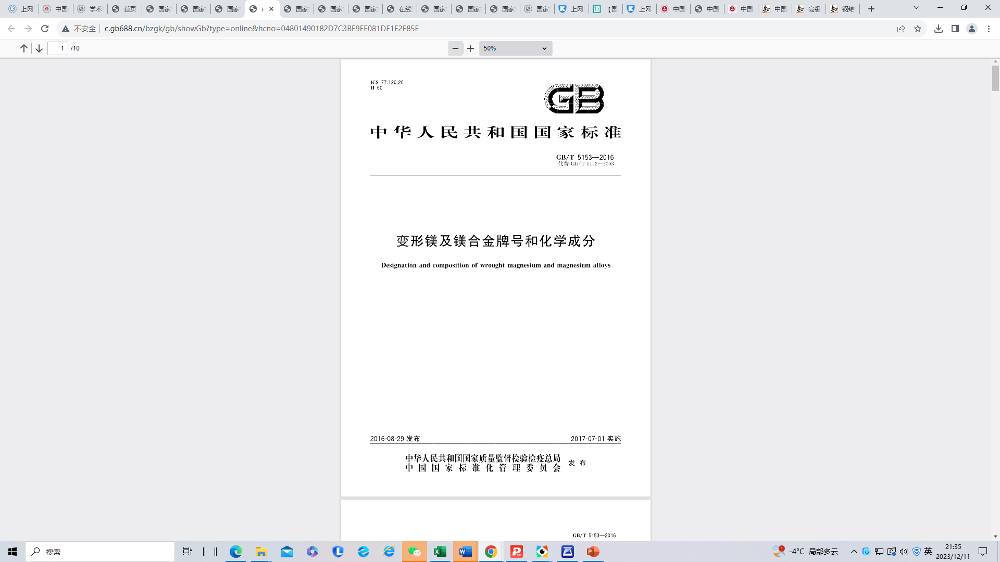 上网
中国
学术
首页
国家
国家
国家
国家
国家
国家
在线
国家
国家
国家
国家
上网
【国
上网
中国
中国
中国
中国
高级
钢结
不安全
c.gb688.cn/bzgk/gb/showGb?type=online&hcno=04801490182D7C3BF9FE081DE1F2F85E
1 /10
50%
ICS 77.120.20
H 60
GB
中华人民共和国国家标准
GB/T 5153—2016
代替 GB/T 5153—2003
变形镁及镁合金牌号和化学成分
Designation and composition of wrought magnesium and magnesium alloys
2016-08-29 发布
2017-07-01 实施
中华人民共和国国家质量监督检验检疫总局
中国国家标准化管理委员会
发布
GB/T 5153—2016
搜索
1
-4°C 局部多云
英
21:35
2023/12/11